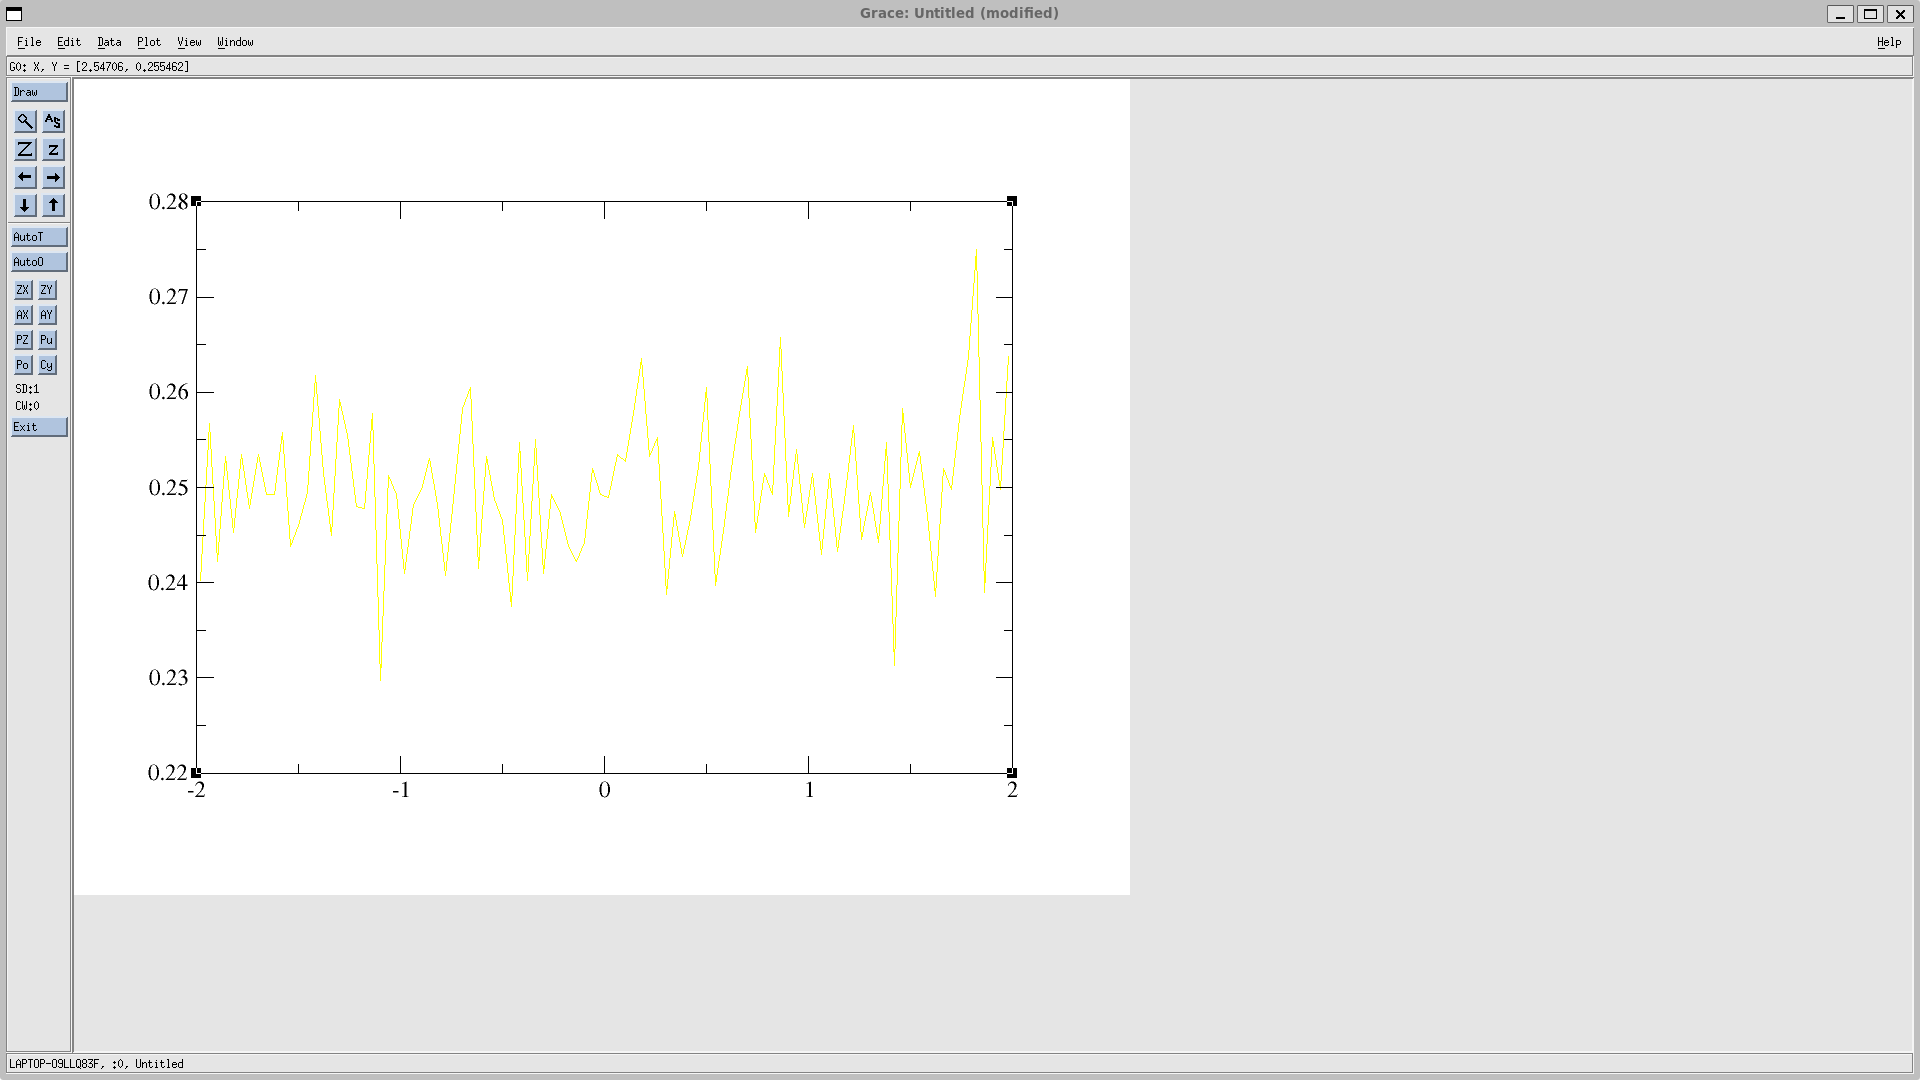 Grace: Untitled (modified)
File Edit Data Plot View Window Help
G0: X, Y = [2.54706, 0.255462]
Draw
AS
Z z
AutoT
AutoO
ZX ZY
AX AY
PZ Pu
Po Cy
SD:1
CW:0
Exit
0.28
0.27
0.26
0.25
0.24
0.23
0.22
-2 -1 0 1 2
LAPTOP-O9LLQ83F, :0, Untitled